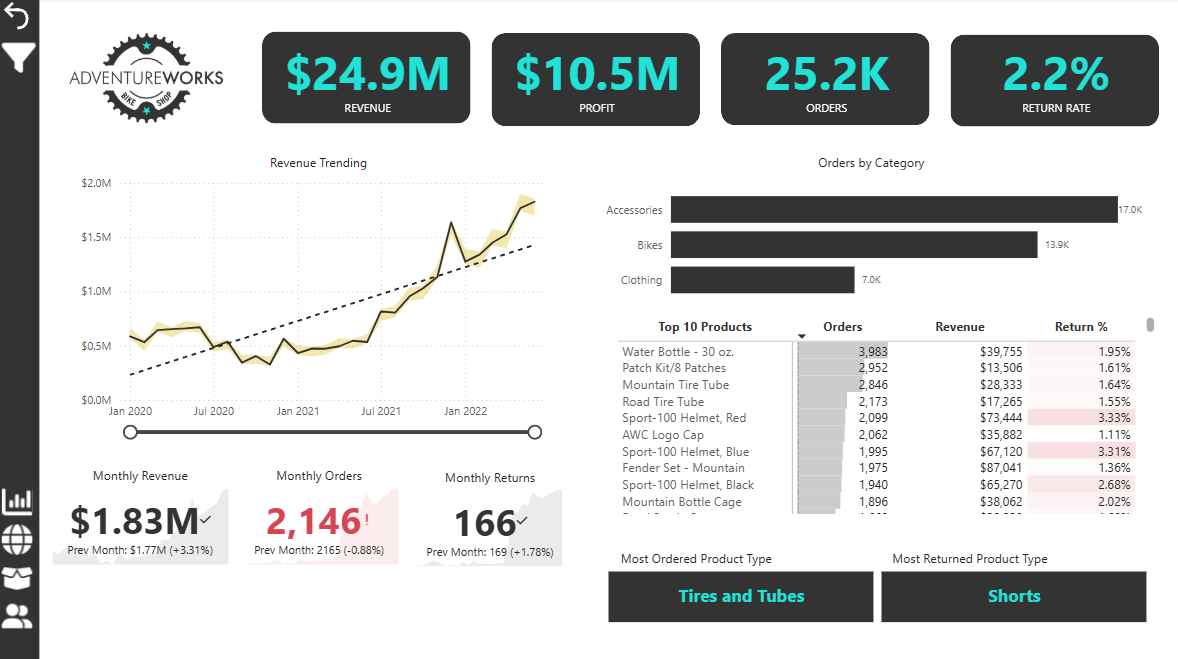 ADVENTUREWORKS
BIKE SHOP
$24.9M
REVENUE
$10.5M
PROFIT
25.2K
ORDERS
2.2%
RETURN RATE
Revenue Trending
$2.0M
$1.5M
$1.0M
$0.5M
$0.0M
Jan 2020 Jul 2020 Jan 2021 Jul 2021 Jan 2022
Monthly Revenue
$1.83M
Prev Month: $1.77M (+3.31%)
Monthly Orders
2,146!
Prev Month: 2165 (-0.88%)
Monthly Returns
166
Prev Month: 169 (+1.78%)
Orders by Category
Accessories 17.0K
Bikes 13.9K
Clothing 7.0K
Top 10 Products Orders Revenue Return %
Water Bottle - 30 oz. 3,983 $39,755 1.95%
Patch Kit/8 Patches 2,952 $13,506 1.61%
Mountain Tire Tube 2,846 $28,333 1.64%
Road Tire Tube 2,173 $17,265 1.55%
Sport-100 Helmet, Red 2,099 $73,444 3.33%
AWC Logo Cap 2,062 $35,882 1.11%
Sport-100 Helmet, Blue 1,995 $67,120 3.31%
Fender Set - Mountain 1,975 $87,041 1.36%
Sport-100 Helmet, Black 1,940 $65,270 2.68%
Mountain Bottle Cage 1,896 $38,062 2.02%
Most Ordered Product Type
Tires and Tubes
Most Returned Product Type
Shorts